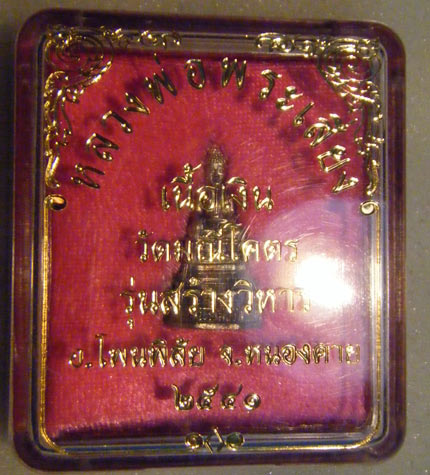 หลวงพ่อพระเสี่ยง
เนื้อเงิน
วัดมณีโคตร
รุ่นสร้างวิหาร
อ.โพนพิสัย จ.หนองคาย
๒๕๔๑